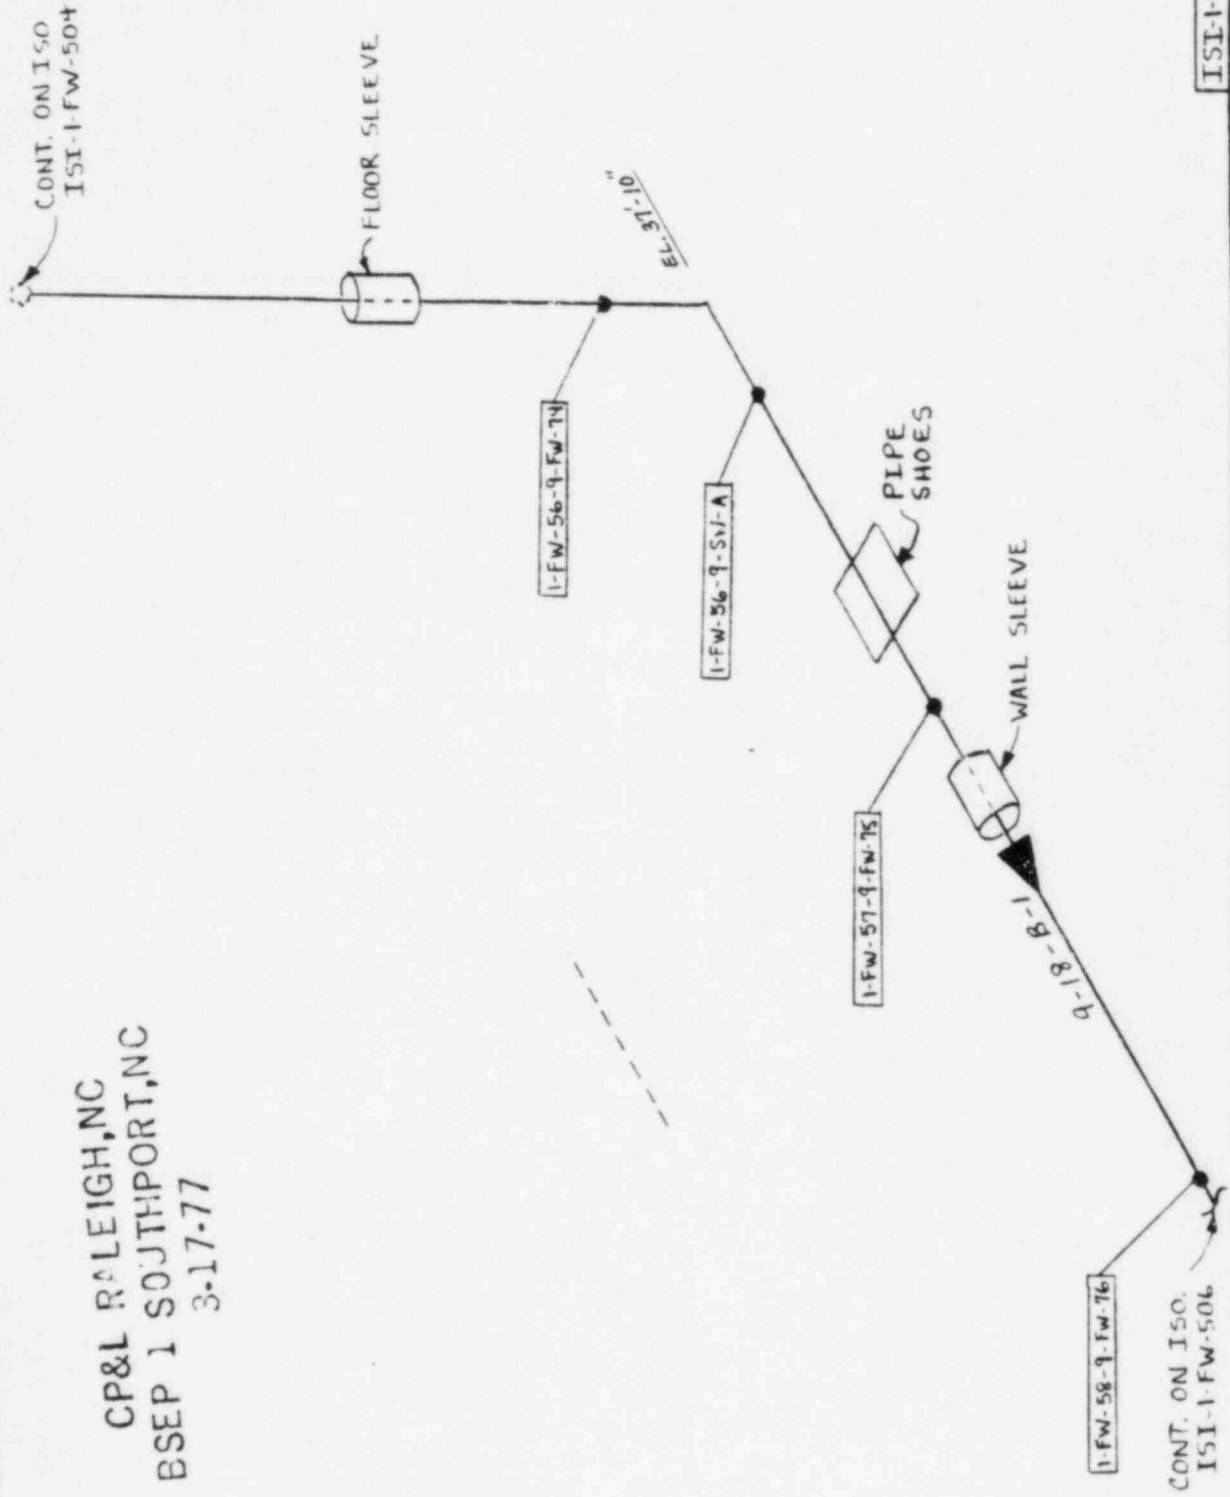 CP&L RALEIGH,NC
BSEP 1 SOUTHPORT,NC
3-17-77
CONT. ON ISO
ISI-1-FW-504
FLOOR SLEEVE
1-FW-56-9-FW-74
EL. 37'-10"
1-FW-56-9-SW-A
PIPE
SHOES
1-FW-57-9-FW-75
WALL SLEEVE
9-18-B-1
1-FW-58-9-FW-76
CONT. ON ISO.
ISI-1-FW-506
ISI-1-